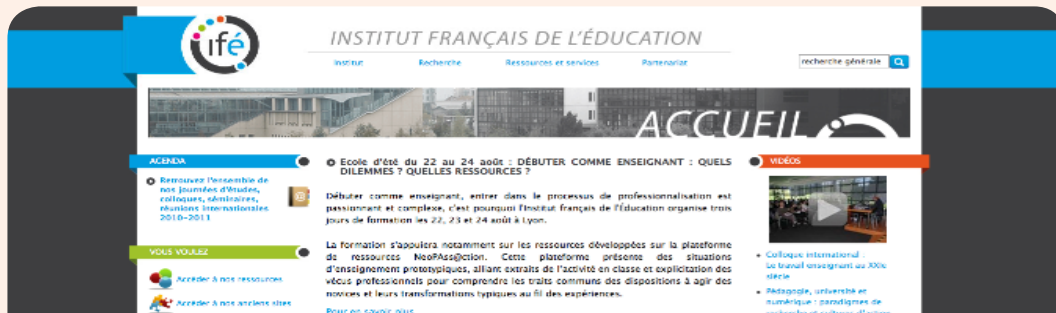 ifé
INSTITUT FRANÇAIS DE L'ÉDUCATION
Institut Recherche Ressources et services Partenariat
recherche générale
ACCUEIL
AGENDA
Retrouvez l'ensemble de
nos journées d'études,
colloques, séminaires,
réunions internationales
2010-2011
VOUS VOULEZ
Accéder à nos ressources
Accéder à nos anciens sites
Ecole d'été du 22 au 24 août : DÉBUTER COMME ENSEIGNANT : QUELS
DILEMMES ? QUELLES RESSOURCES ?
Débuter comme enseignant, entrer dans le processus de professionnalisation est
passionnant et complexe, c'est pourquoi l'Institut français de l'Éducation organise trois
jours de formation les 22, 23 et 24 août à Lyon.
La formation s'appuiera notamment sur les ressources développées sur la plateforme
de ressources NéoPAss@ction. Cette plateforme présente des situations
d'enseignement prototypiques, alliant extraits de l'activité en classe et explicitation des
vécus professionnels pour comprendre les traits communs des dispositions à agir des
novices et leurs transformations typiques au fil des expériences.
Pour en savoir plus
VIDÉOS
Colloque international :
Le travail enseignant au XXIe
siècle
Pédagogie, université et
numérique : paradigmes de